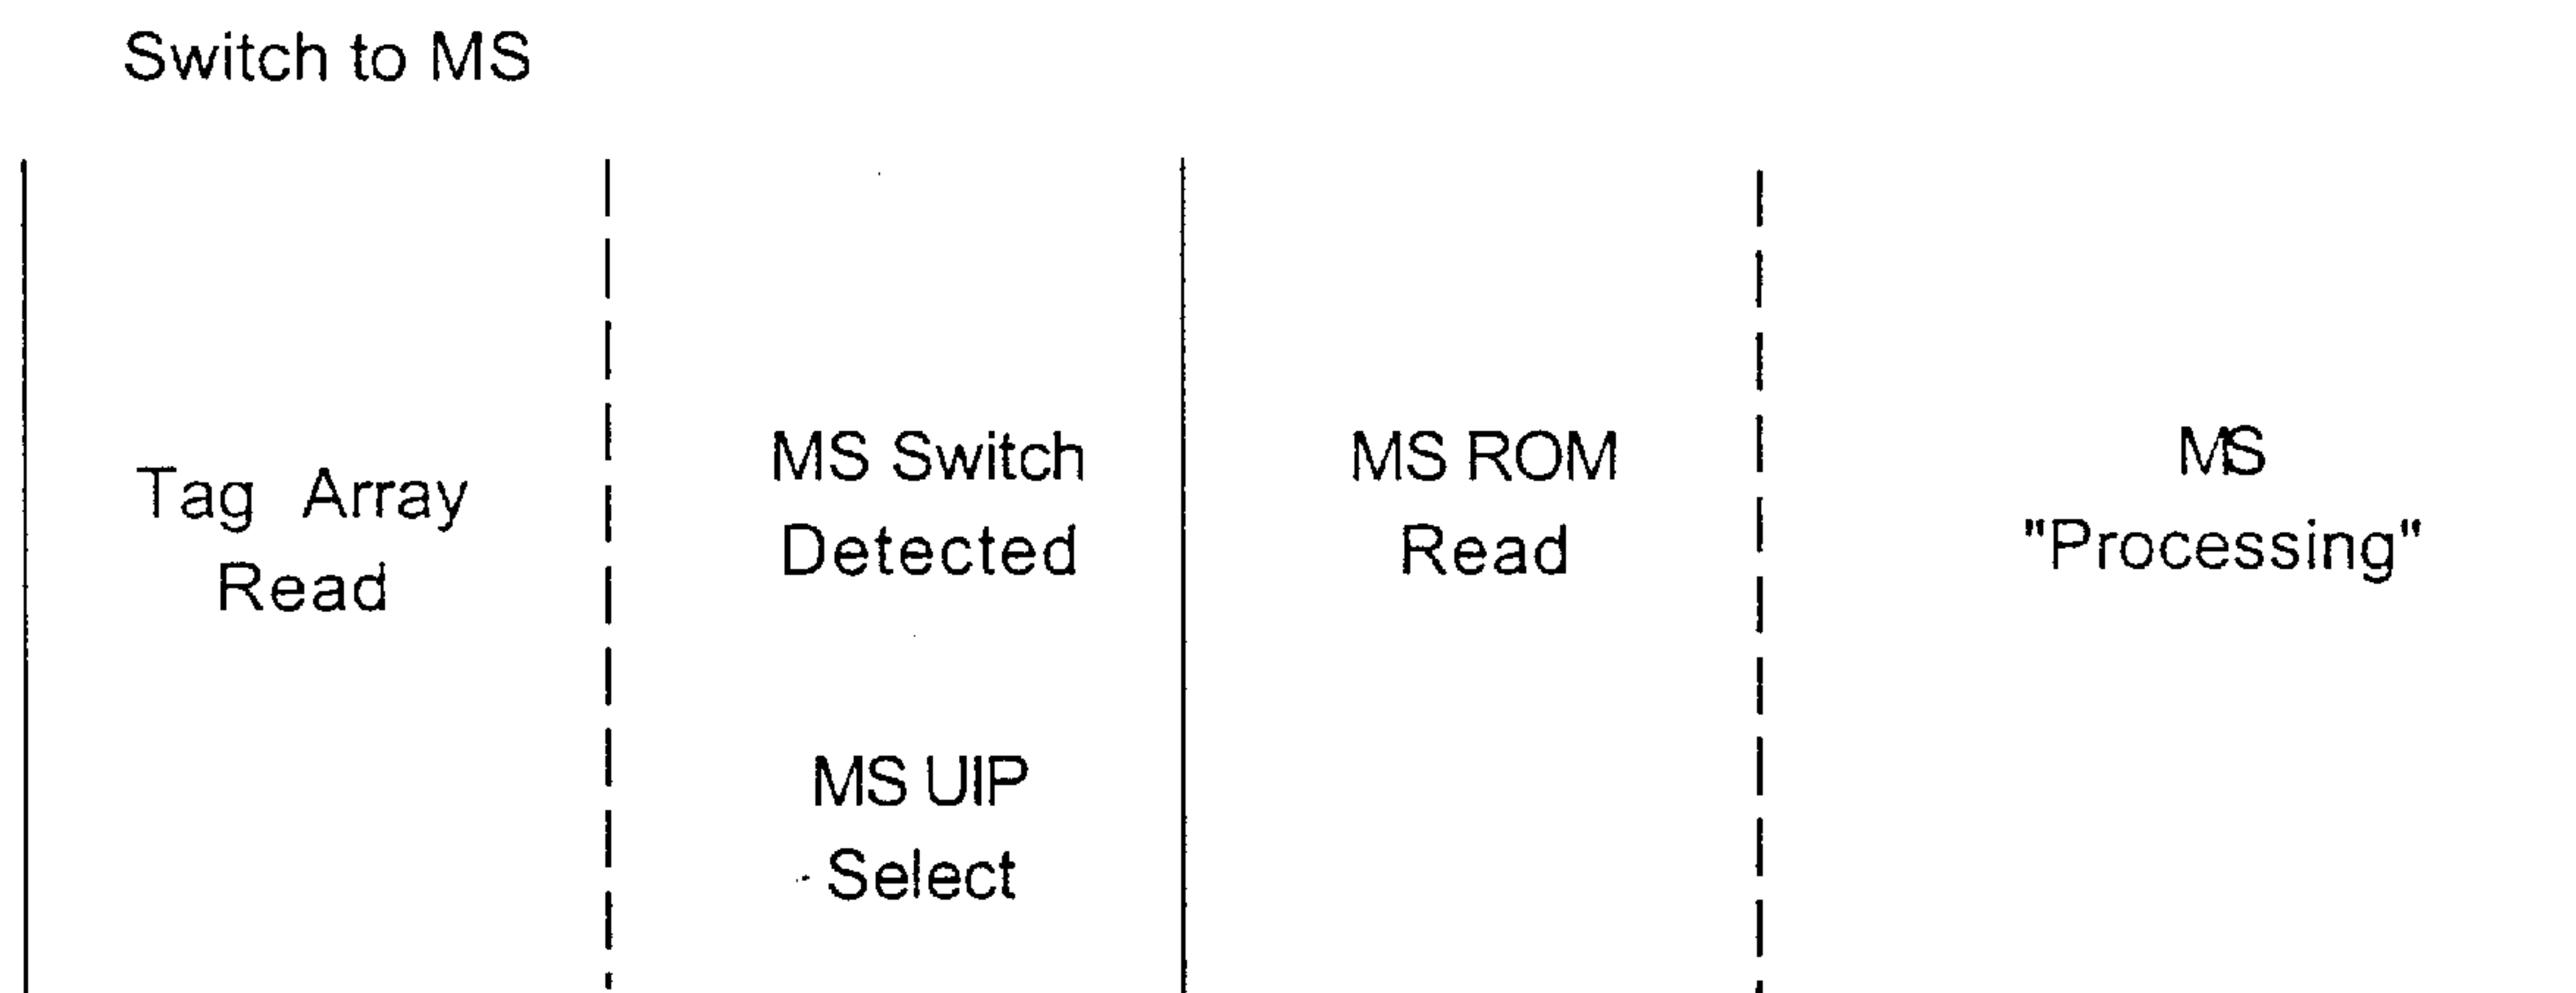 Switch to MS
Tag Array
Read
MS Switch
Detected
MS UIP
Select
MS ROM
Read
MS
"Processing"